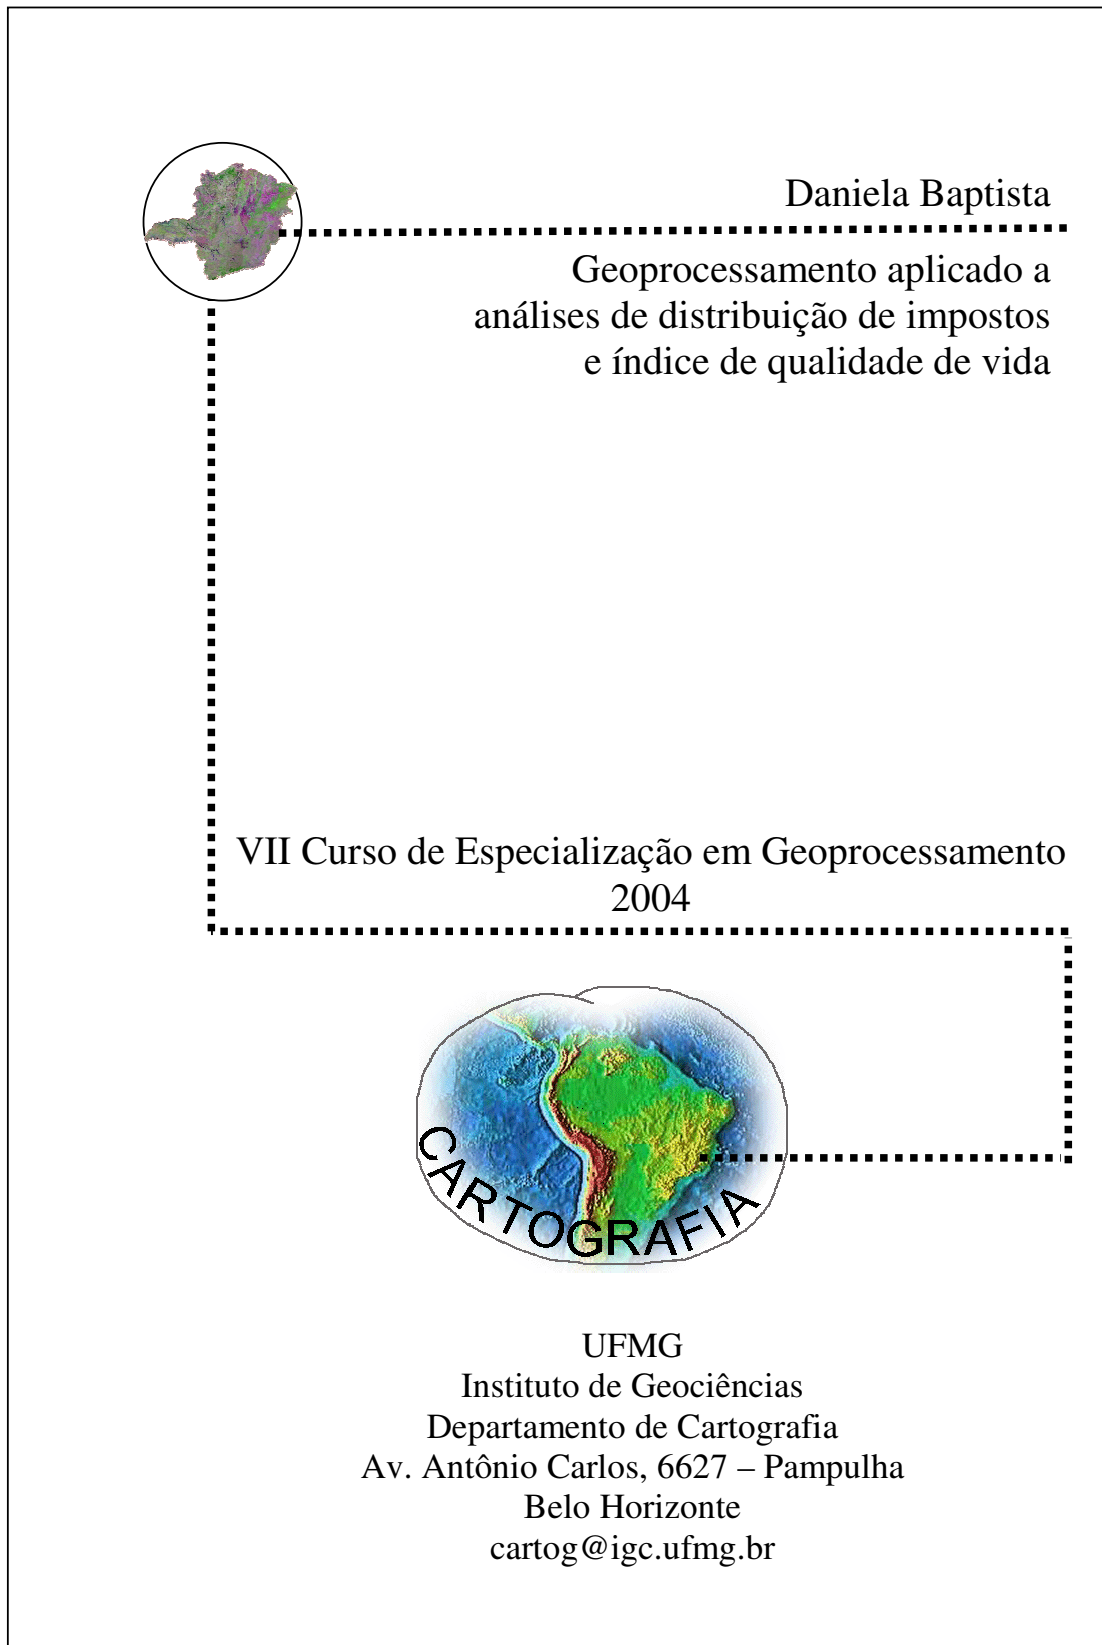 Daniela Baptista
Geoprocessamento aplicado a
análises de distribuição de impostos
e índice de qualidade de vida
VII Curso de Especialização em Geoprocessamento
2004
CARTOGRAFIA
UFMG
Instituto de Geociências
Departamento de Cartografia
Av. Antônio Carlos, 6627 – Pampulha
Belo Horizonte
cartog@igc.ufmg.br